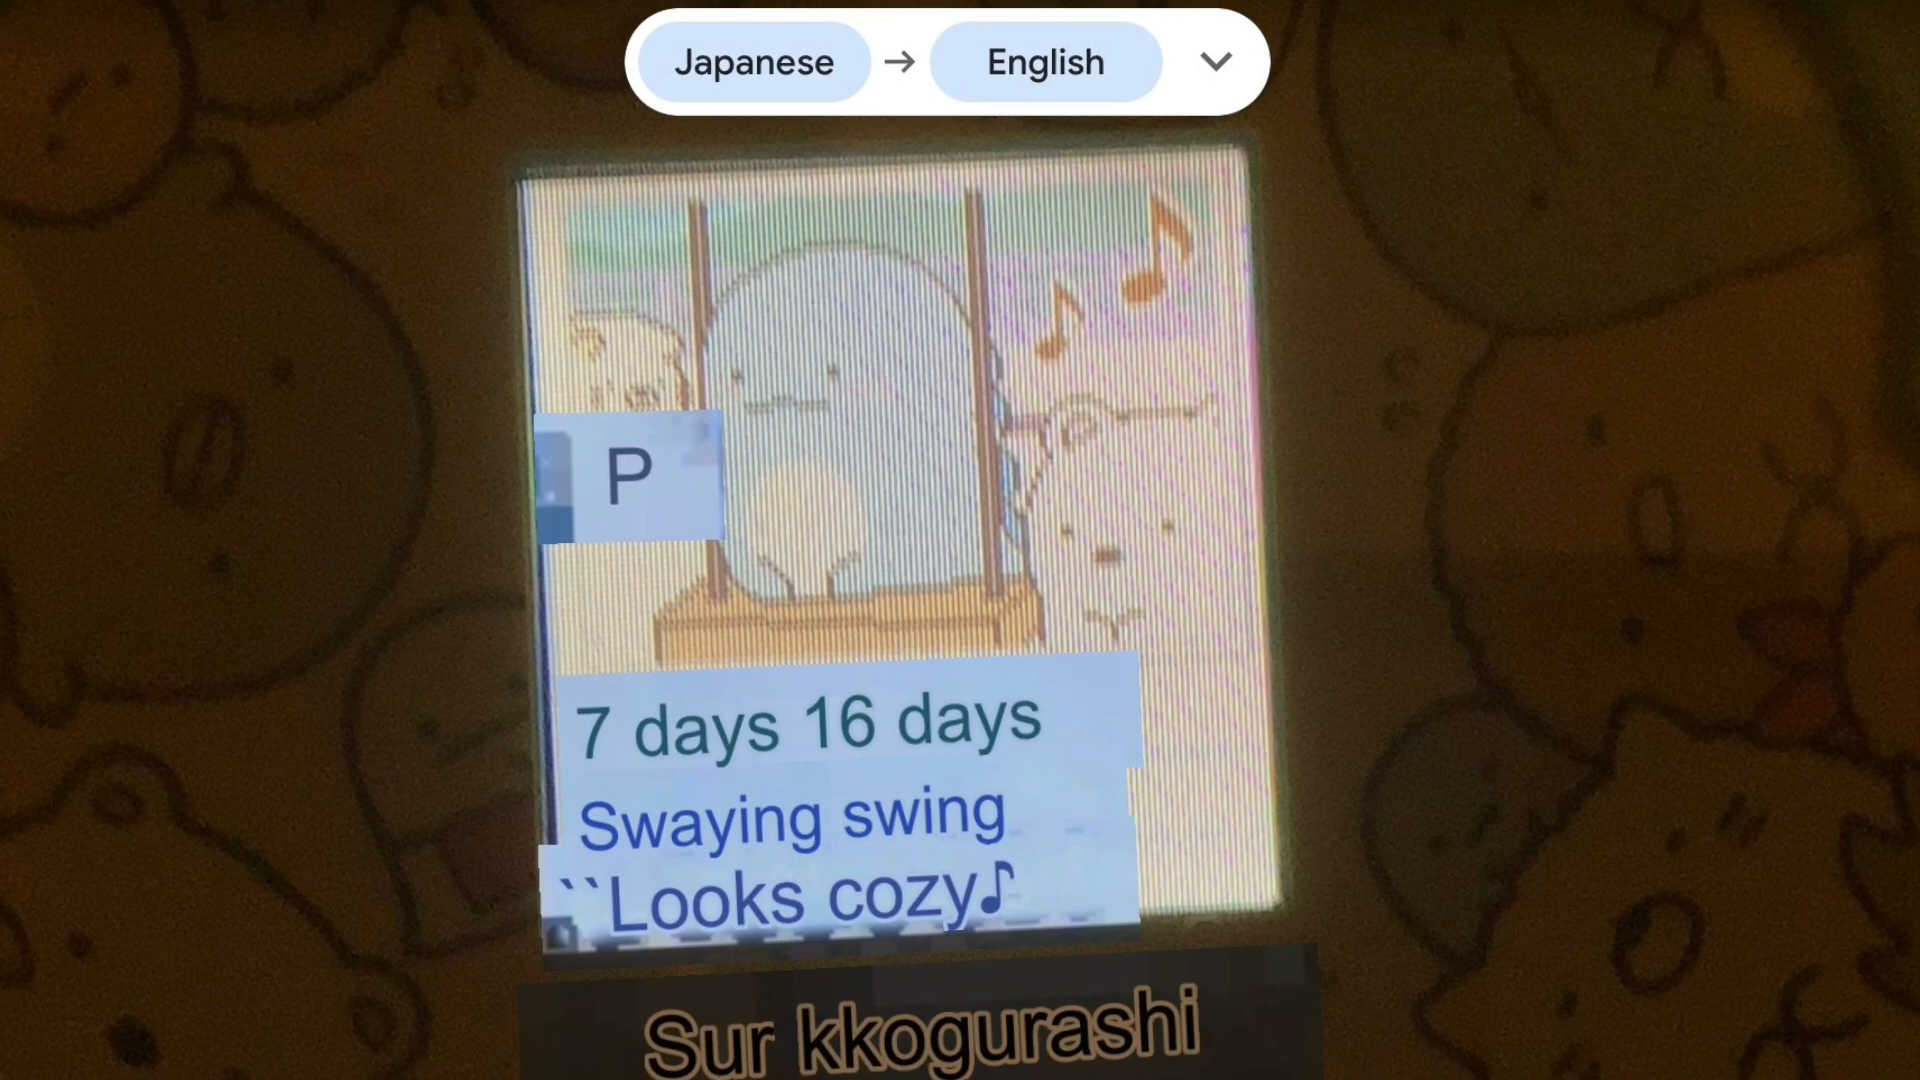 Japanese → English
P
7 days 16 days
Swaying swing
``Looks cozy♪
Sur kkogurashi